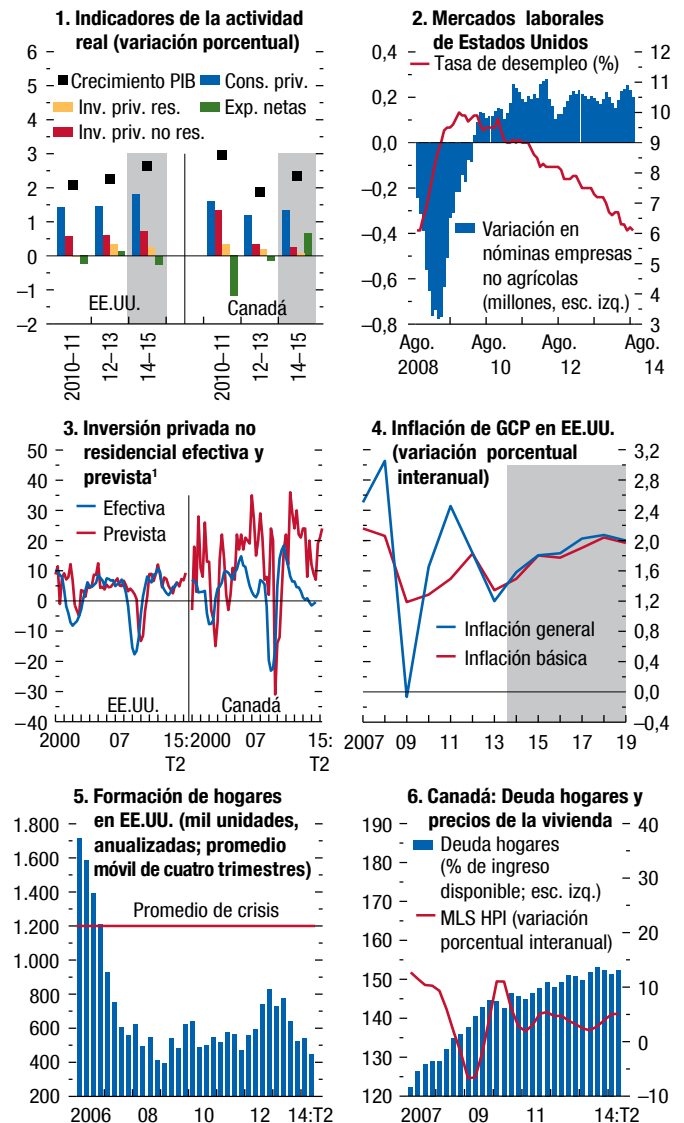 1. Indicadores de la actividad
real (variación porcentual)
6
5
4
3
2
1
0
–1
–2
Crecimiento PIB
Cons. priv.
Inv. priv. res.
Exp. netas
Inv. priv. no res.
EE.UU.
Canadá
2010–11
12–13
14–15
2010–11
12–13
14–15
2. Mercados laborales
de Estados Unidos
0,4
0,2
0,0
–0,2
–0,4
–0,6
–0,8
12
11
10
9
8
7
6
5
4
3
Tasa de desempleo (%)
Variación en
nóminas empresas
no agrícolas
(millones, esc. izq.)
Ago. Ago. Ago. Ago.
2008 10 12 14
3. Inversión privada no
residencial efectiva y
prevista¹
50
40
30
20
10
0
–10
–20
–30
–40
Efectiva
Prevista
EE.UU.
Canadá
2000 07 15:2000 07 15:
T2 T2
4. Inflación de GCP en EE.UU.
(variación porcentual
interanual)
3,2
2,8
2,4
2,0
1,6
1,2
0,8
0,4
0,0
–0,4
Inflación general
Inflación básica
2007 09 11 13 15 17 19
5. Formación de hogares
en EE.UU. (mil unidades,
anualizadas; promedio
móvil de cuatro trimestres)
1.800
1.600
1.400
1.200
1.000
800
600
400
200
Promedio de crisis
2006 08 10 12 14:T2
6. Canadá: Deuda hogares y
precios de la vivienda
190
180
170
160
150
140
130
120
40
30
20
10
0
–10
Deuda hogares
(% de ingreso
disponible; esc. izq.)
MLS HPI (variación
porcentual interanual)
2007 09 11 14:T2